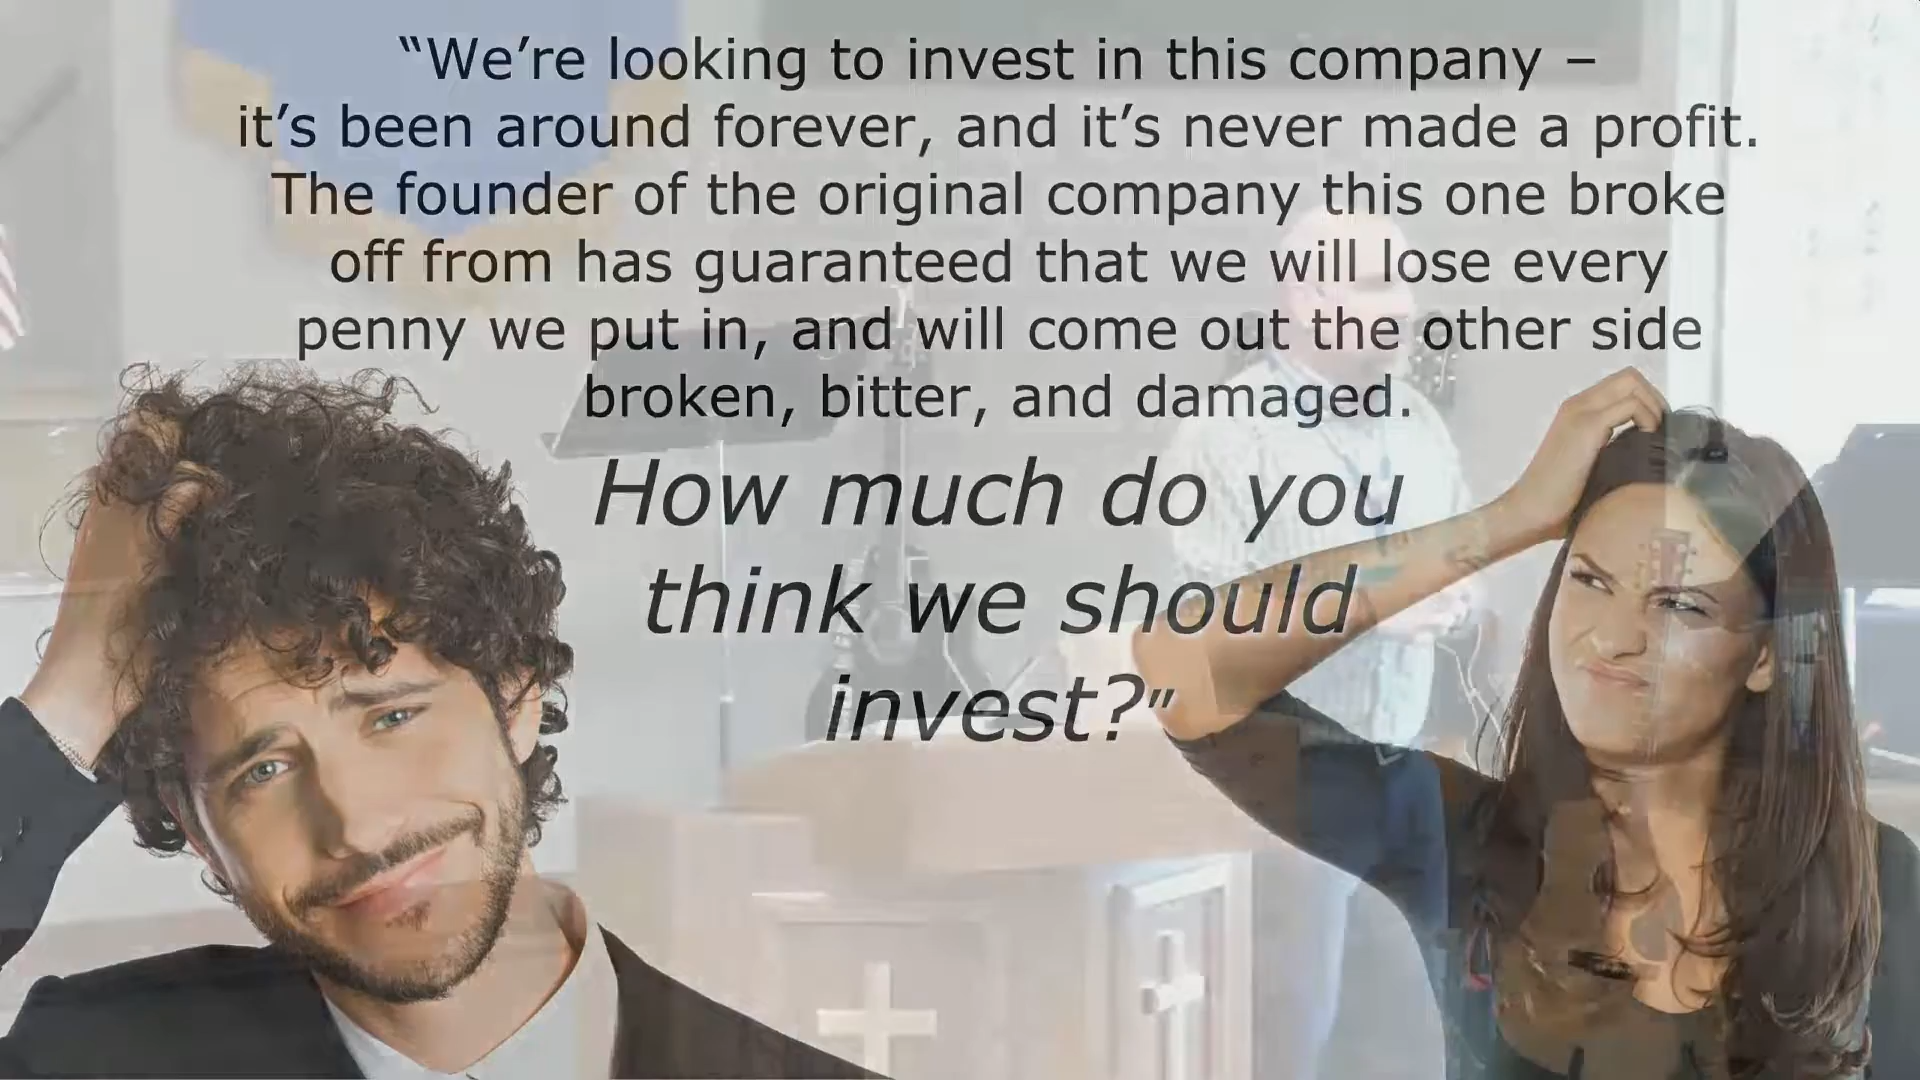 “We’re looking to invest in this company –
it’s been around forever, and it’s never made a profit.
The founder of the original company this one broke
off from has guaranteed that we will lose every
penny we put in, and will come out the other side
broken, bitter, and damaged.
How much do you
think we should
invest?”